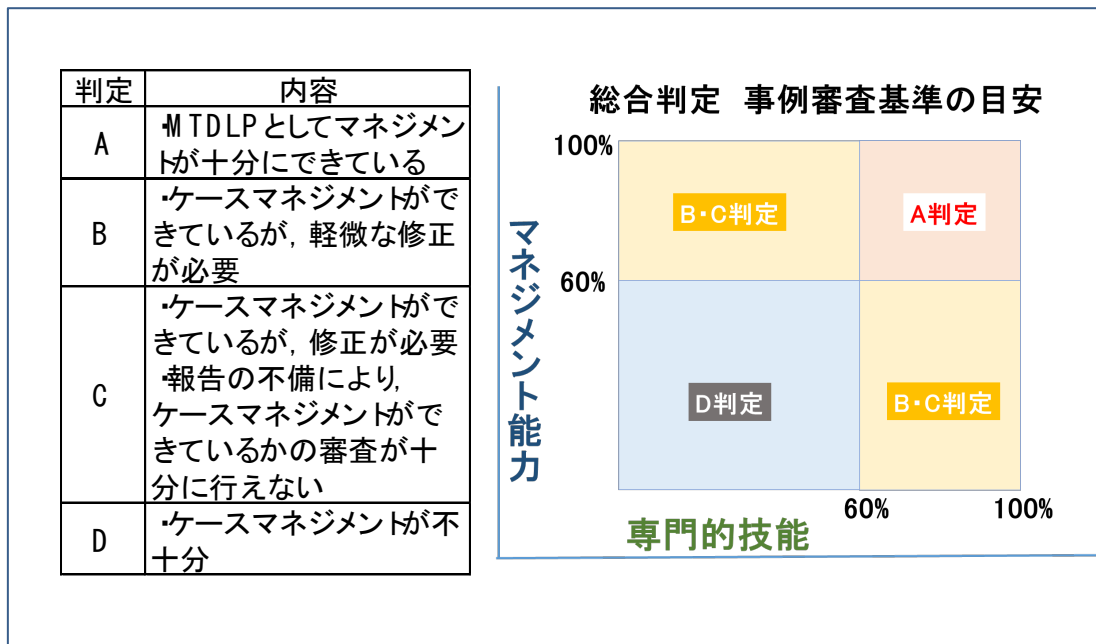 判定 内容
A
・MTDLPとしてマネジメン
トが十分にできている
B
・ケースマネジメントがで
きているが, 軽微な修正
が必要
C
・ケースマネジメントがで
きているが, 修正が必要
・報告の不備により,
ケースマネジメントがで
きているかの審査が十
分に行えない
D
・ケースマネジメントが不
十分
総合判定 事例審査基準の目安
100%
B・C判定
A判定
マネジメント能力
60%
D判定
B・C判定
60%
100%
専門的技能